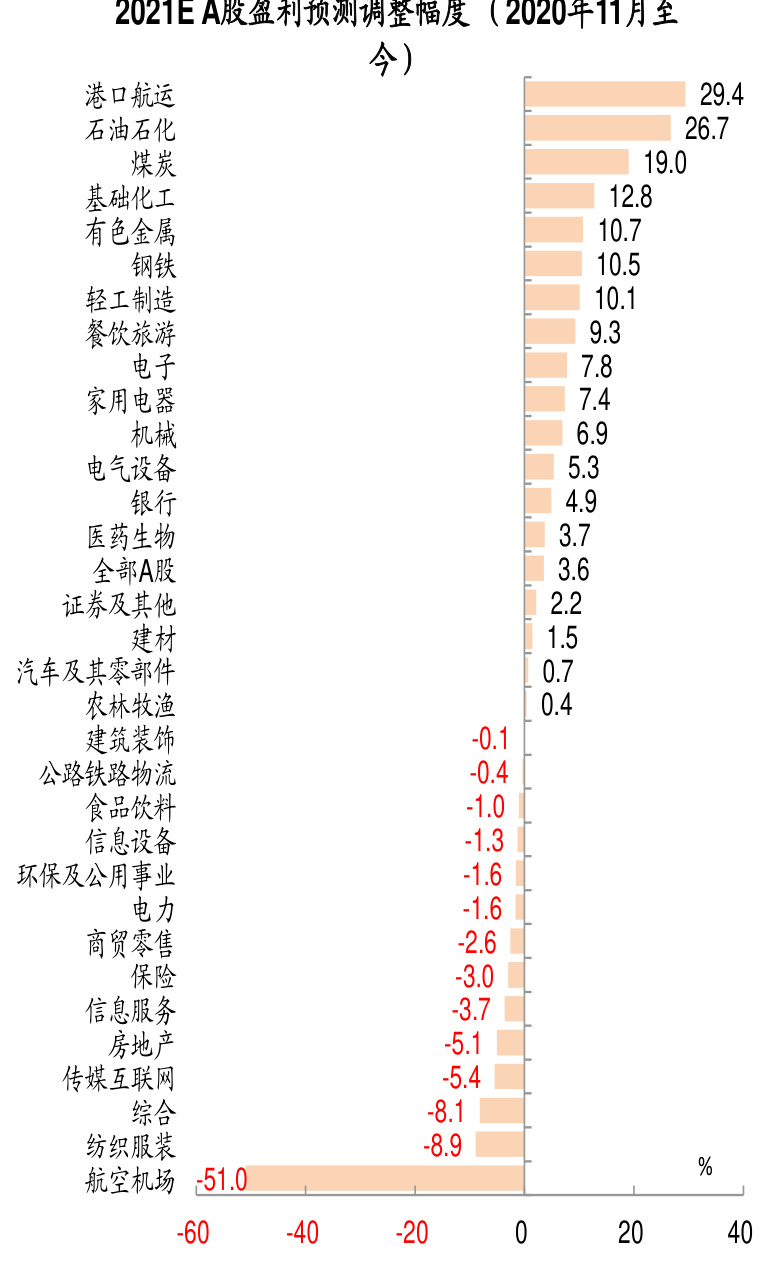 2021E A股盈利预测调整幅度（2020年11月至
今）
港口航运 29.4
石油石化 26.7
煤炭 19.0
基础化工 12.8
有色金属 10.7
钢铁 10.5
轻工制造 10.1
餐饮旅游 9.3
电子 7.8
家用电器 7.4
机械 6.9
电气设备 5.3
银行 4.9
医药生物 3.7
全部A股 3.6
证券及其他 2.2
建材 1.5
汽车及其零部件 0.7
农林牧渔 0.4
建筑装饰 -0.1
公路铁路物流 -0.4
食品饮料 -1.0
信息设备 -1.3
环保及公用事业 -1.6
电力 -1.6
商贸零售 -2.6
保险 -3.0
信息服务 -3.7
房地产 -5.1
传媒互联网 -5.4
综合 -8.1
纺织服装 -8.9
%
航空机场 -51.0
-60 -40 -20 0 20 40